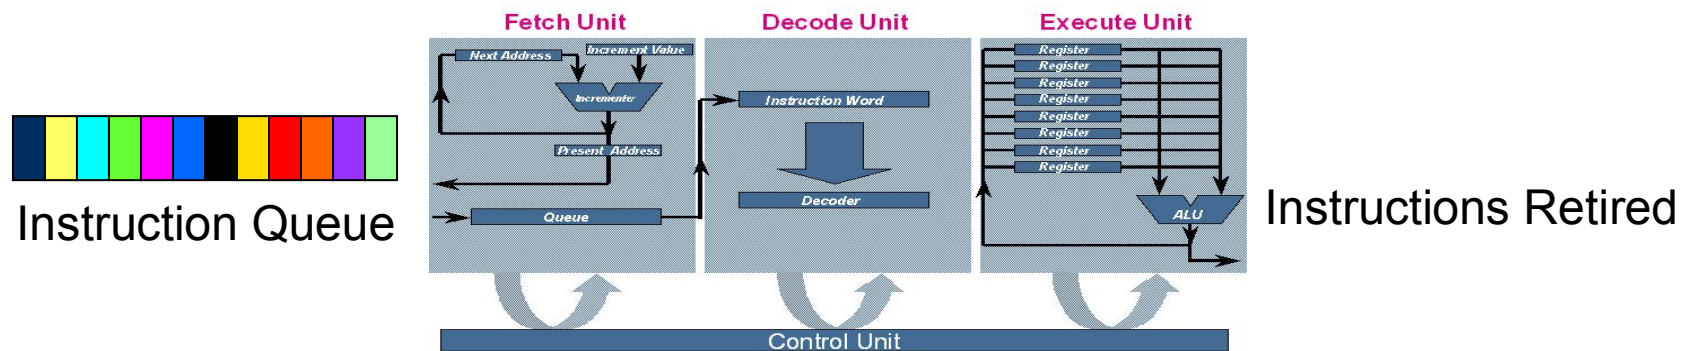 Fetch Unit
Decode Unit
Execute Unit
Next Address
Increment Value
Incrementer
Present Address
Queue
Instruction Word
Decoder
Register
Register
Register
Register
Register
Register
Register
Register
ALU
Instruction Queue
Instructions Retired
Control Unit